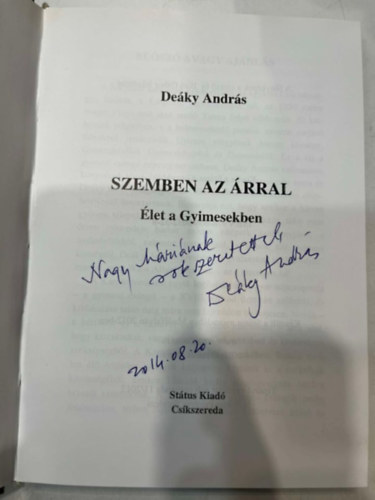 Deáky András
SZEMBEN AZ ÁRRAL
Élet a Gyimesekben
Nagy Máriának
sok szeretettel
Deáky András
2014.08.20.
Státus Kiadó
Csíkszereda